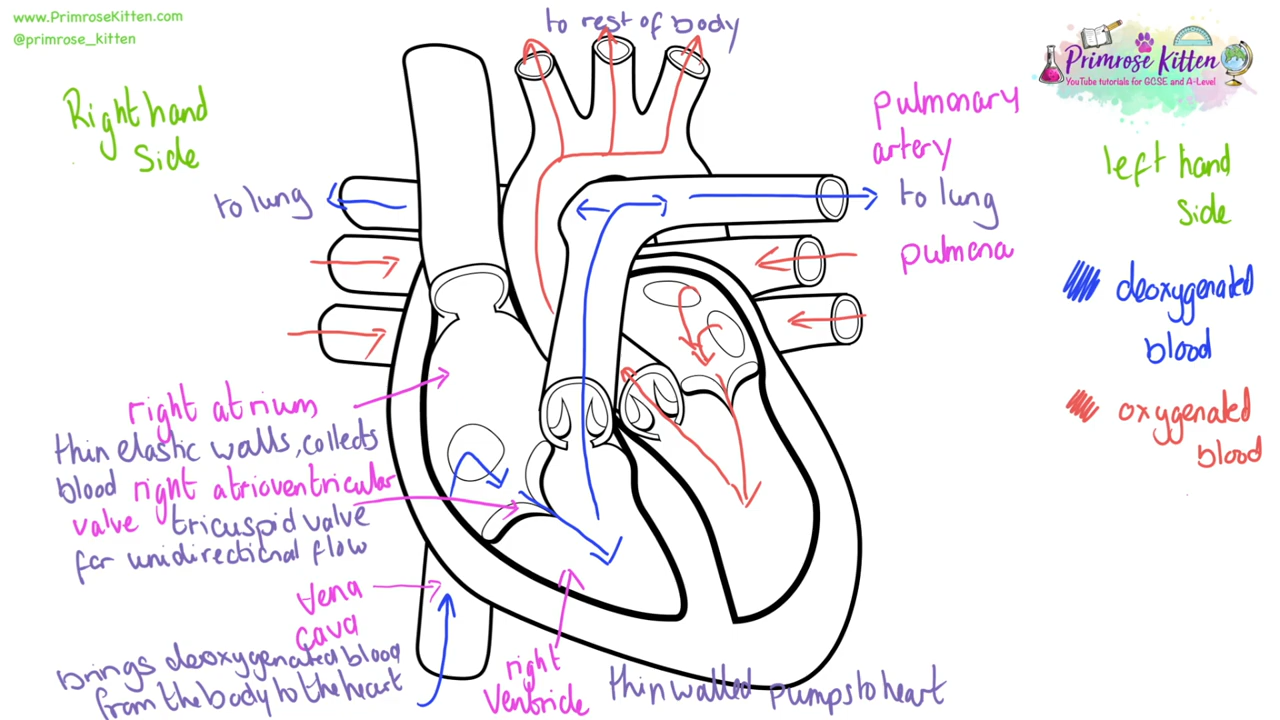 www.PrimroseKitten.com
@primrose_kitten
to rest of body
Primrose Kitten
YouTube tutorials for GCSE and A-Level
Right hand
side
pulmonary
artery
left hand
side
to lung
to lung
pulmona
deoxygenated
blood
oxygenated
blood
right atrium
thin elastic walls, collects
blood right atrioventricular
valve tricuspid valve
for unidirectional flow
vena
cava
brings deoxygenated blood
from the body to the heart
right
ventricle
thin walled pumps to heart